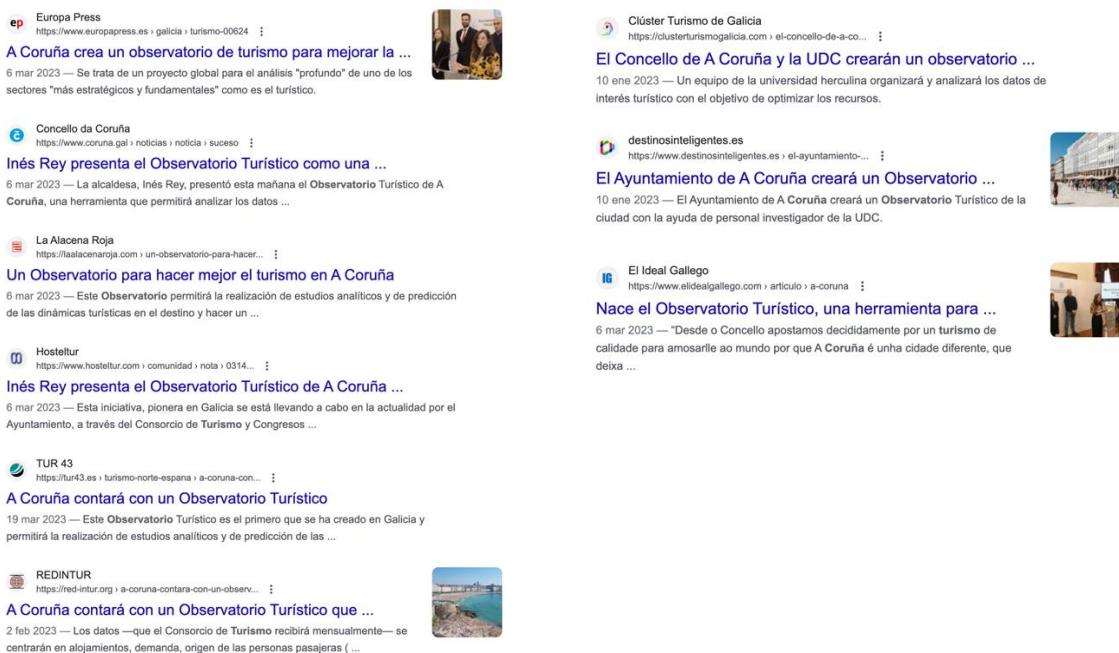 Europa Press
https://www.europapress.es › galicia › turismo-00624
A Coruña crea un observatorio de turismo para mejorar la ...
6 mar 2023 — Se trata de un proyecto global para el análisis "profundo" de uno de los
sectores "más estratégicos y fundamentales" como es el turístico.
Concello da Coruña
https://www.coruna.gal › noticias › noticia › suceso
Inés Rey presenta el Observatorio Turístico como una ...
6 mar 2023 — La alcaldesa, Inés Rey, presentó esta mañana el Observatorio Turístico de A
Coruña, una herramienta que permitirá analizar los datos ...
La Alacena Roja
https://laalacenaroja.com › un-observatorio-para-hacer...
Un Observatorio para hacer mejor el turismo en A Coruña
6 mar 2023 — Este Observatorio permitirá la realización de estudios analíticos y de predicción
de las dinámicas turísticas en el destino y hacer un ...
Hosteltur
https://www.hosteltur.com › comunidad › nota › 0314...
Inés Rey presenta el Observatorio Turístico de A Coruña ...
6 mar 2023 — Esta iniciativa, pionera en Galicia se está llevando a cabo en la actualidad por el
Ayuntamiento, a través del Consorcio de Turismo y Congresos ...
TUR 43
https://tur43.es › turismo-norte-espana › a-coruna-con...
A Coruña contará con un Observatorio Turístico
19 mar 2023 — Este Observatorio Turístico es el primero que se ha creado en Galicia y
permitirá la realización de estudios analíticos y de predicción de las ...
REDINTUR
https://red-intur.org › a-coruna-contara-con-un-observ...
A Coruña contará con un Observatorio Turístico que ...
2 feb 2023 — Los datos —que el Consorcio de Turismo recibirá mensualmente— se
centrarán en alojamientos, demanda, origen de las personas pasajeras ( ...
Clúster Turismo de Galicia
https://clusterturismogalicia.com › el-concello-de-a-co...
El Concello de A Coruña y la UDC crearán un observatorio ...
10 ene 2023 — Un equipo de la universidad herculina organizará y analizará los datos de
interés turístico con el objetivo de optimizar los recursos.
destinosinteligentes.es
https://www.destinosinteligentes.es › el-ayuntamiento-...
El Ayuntamiento de A Coruña creará un Observatorio ...
10 ene 2023 — El Ayuntamiento de A Coruña creará un Observatorio Turístico de la
ciudad con la ayuda de personal investigador de la UDC.
IG
El Ideal Gallego
https://www.elidealgallego.com › articulo › a-coruna
Nace el Observatorio Turístico, una herramienta para ...
6 mar 2023 — "Desde o Concello apostamos decididamente por un turismo de
calidade para amosarlle ao mundo por que A Coruña é unha cidade diferente, que
deixa ...